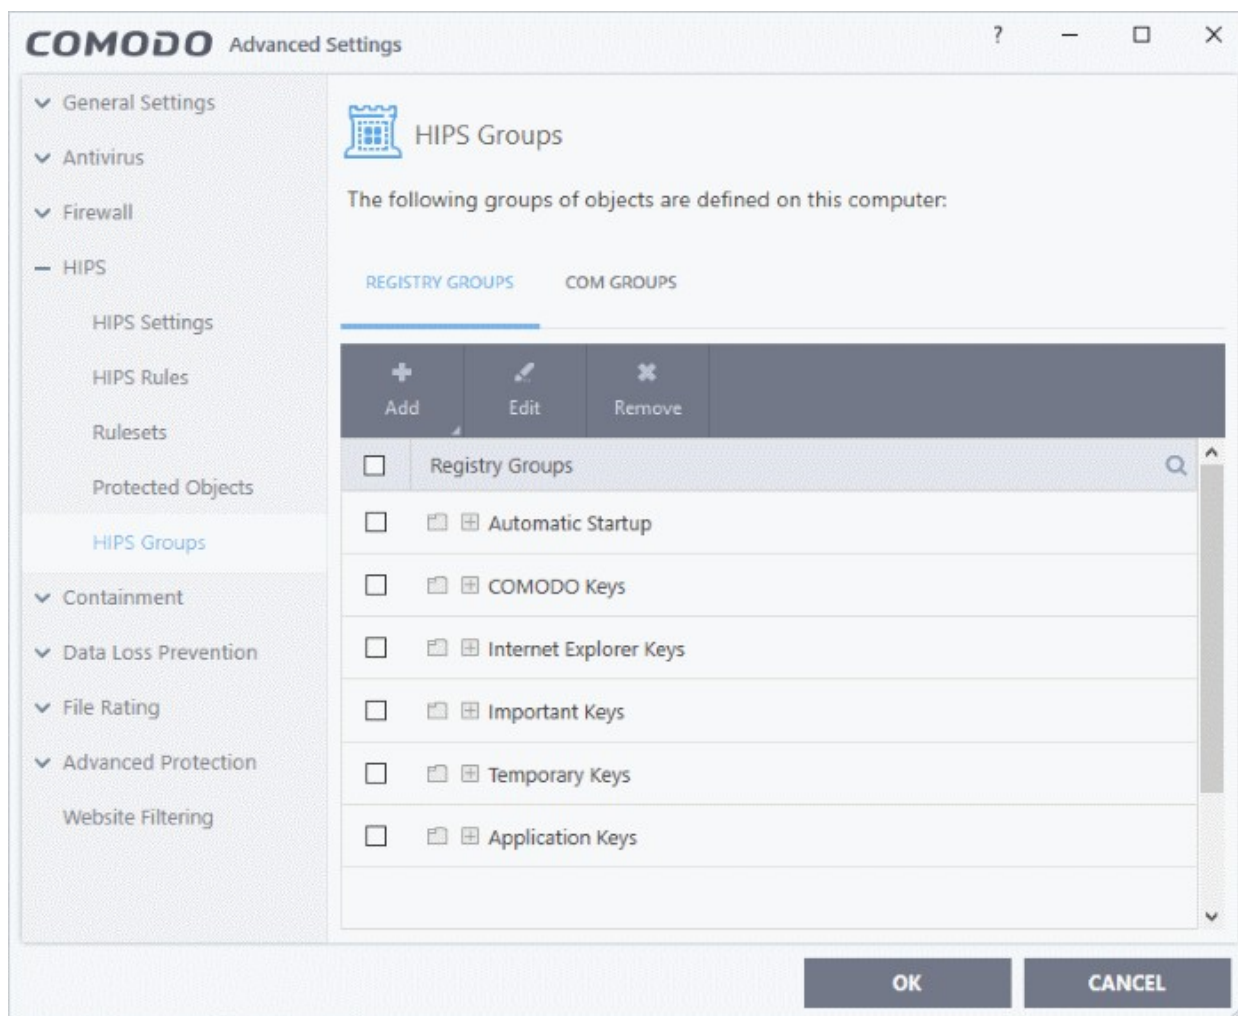 COMODO Advanced Settings ?
General Settings
Antivirus
Firewall
HIPS
HIPS Settings
HIPS Rules
Rulesets
Protected Objects
HIPS Groups
Containment
Data Loss Prevention
File Rating
Advanced Protection
Website Filtering
HIPS Groups
The following groups of objects are defined on this computer:
REGISTRY GROUPS COM GROUPS
Add Edit Remove
Registry Groups
Automatic Startup
COMODO Keys
Internet Explorer Keys
Important Keys
Temporary Keys
Application Keys
OK CANCEL